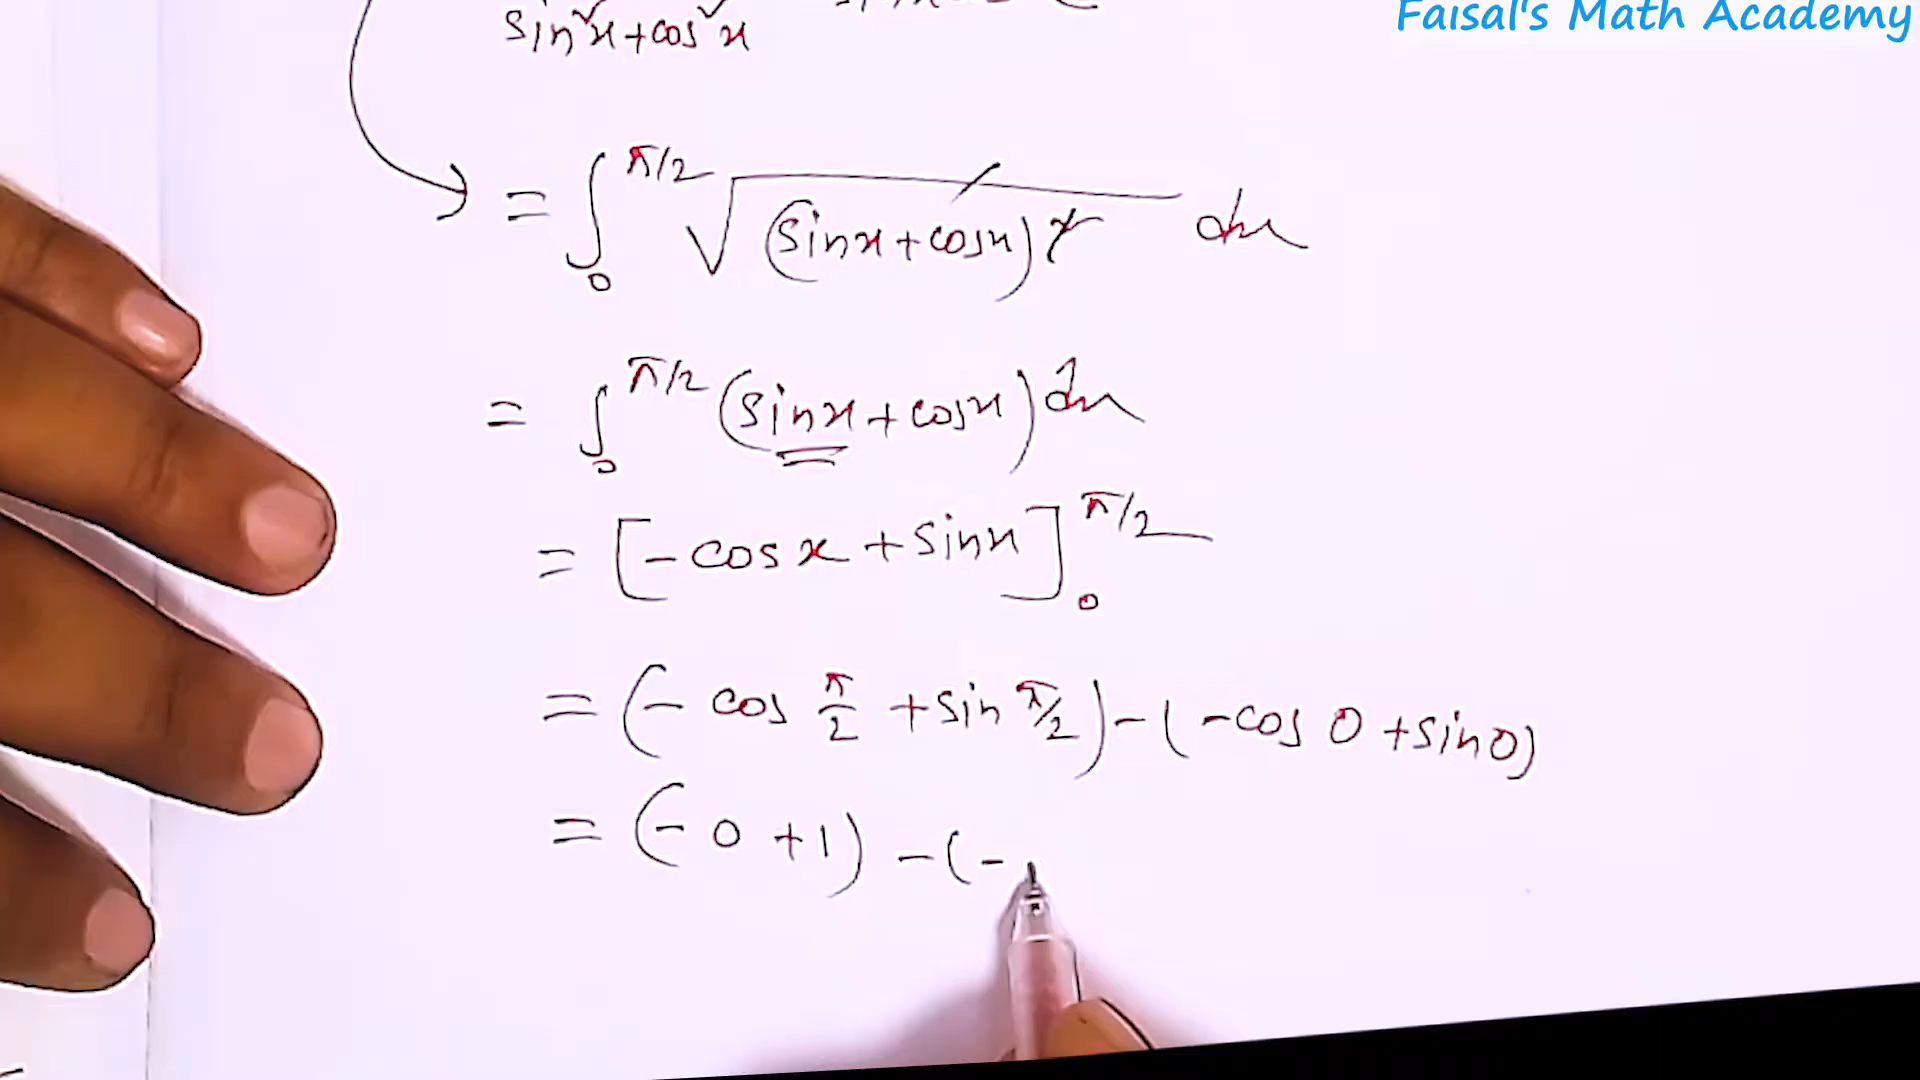 Faisal's Math Academy
sin²x+cos²x
= ∫₀^π/2 √(sinx+cosx)² dx
= ∫₀^π/2 (sinx+cosx)dx
= [-cosx+sinx]₀^π/2
= (- cos π/2 +sin π/2)-(-cos 0 +sin0)
= (- 0 +1) -(-